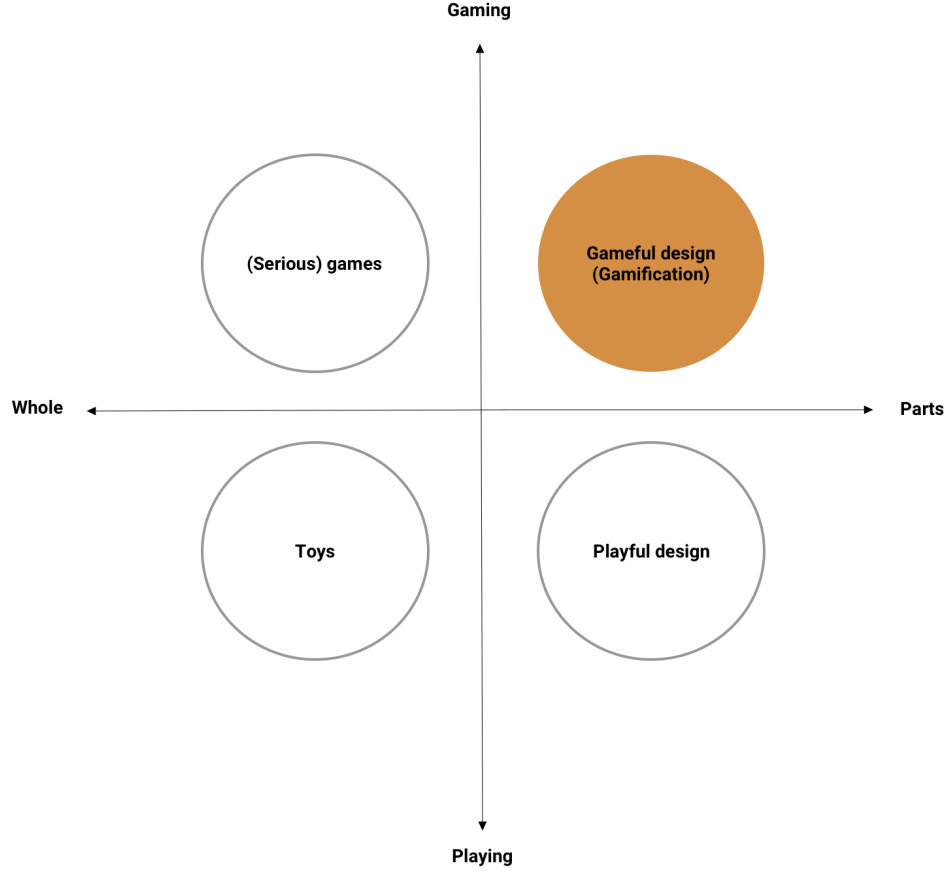 Gaming
(Serious) games
Gameful design
(Gamification)
Whole
Parts
Toys
Playful design
Playing